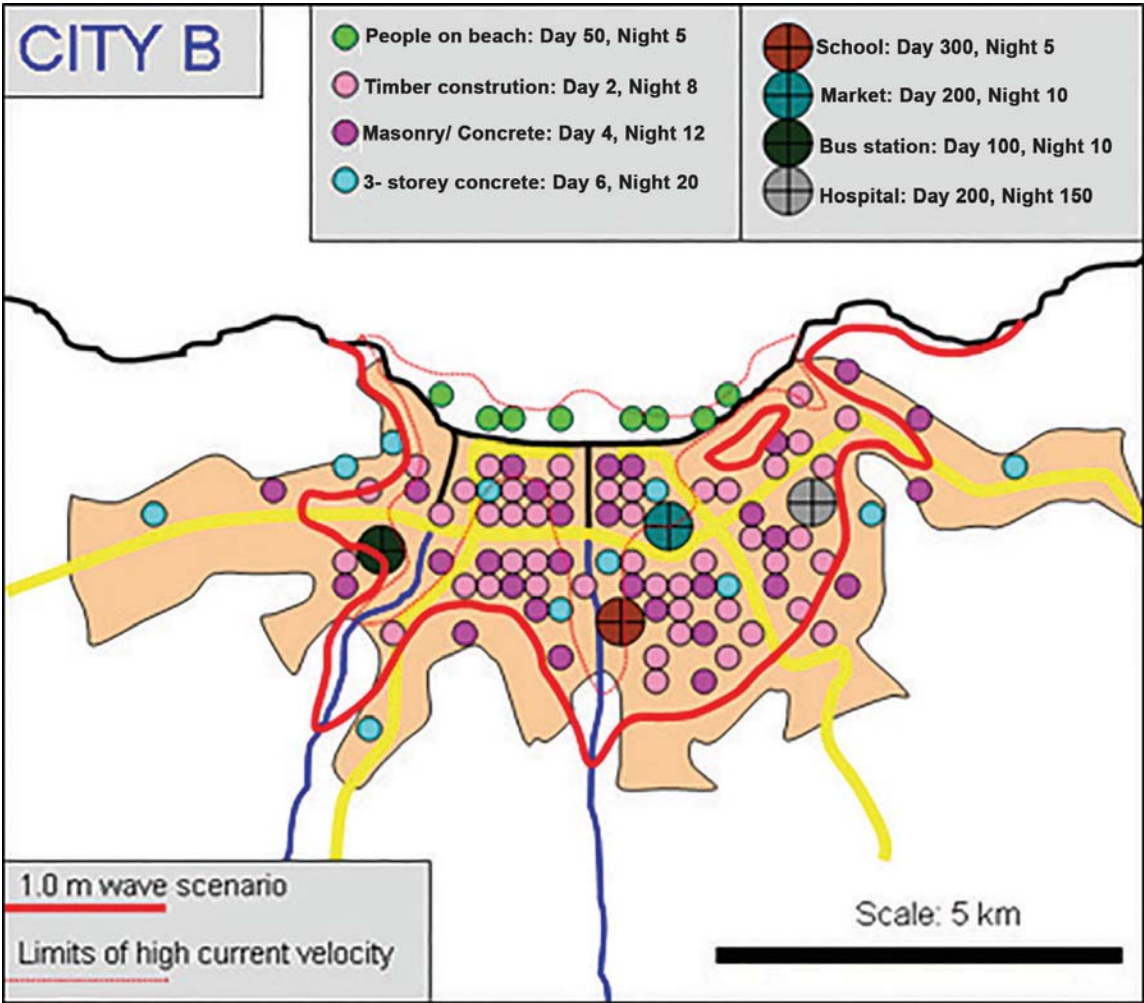 CITY B
People on beach: Day 50, Night 5
Timber constrution: Day 2, Night 8
Masonry/ Concrete: Day 4, Night 12
3- storey concrete: Day 6, Night 20
School: Day 300, Night 5
Market: Day 200, Night 10
Bus station: Day 100, Night 10
Hospital: Day 200, Night 150
1.0 m wave scenario
Limits of high current velocity
Scale: 5 km